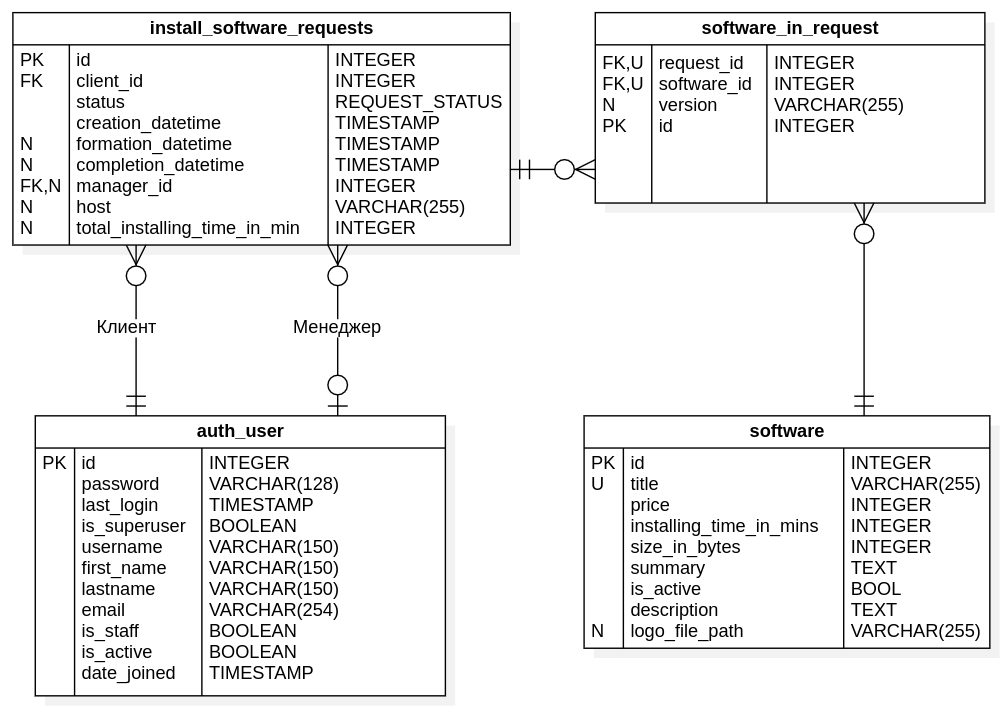 install_software_requests
PK id INTEGER
FK client_id INTEGER
status REQUEST_STATUS
creation_datetime TIMESTAMP
N formation_datetime TIMESTAMP
N completion_datetime TIMESTAMP
FK,N manager_id INTEGER
N host VARCHAR(255)
N total_installing_time_in_min INTEGER
software_in_request
FK,U request_id INTEGER
FK,U software_id INTEGER
N version VARCHAR(255)
PK id INTEGER
Клиент
Менеджер
auth_user
PK id INTEGER
password VARCHAR(128)
last_login TIMESTAMP
is_superuser BOOLEAN
username VARCHAR(150)
first_name VARCHAR(150)
lastname VARCHAR(150)
email VARCHAR(254)
is_staff BOOLEAN
is_active BOOLEAN
date_joined TIMESTAMP
software
PK id INTEGER
U title VARCHAR(255)
price INTEGER
installing_time_in_mins INTEGER
size_in_bytes INTEGER
summary TEXT
is_active BOOL
description TEXT
N logo_file_path VARCHAR(255)